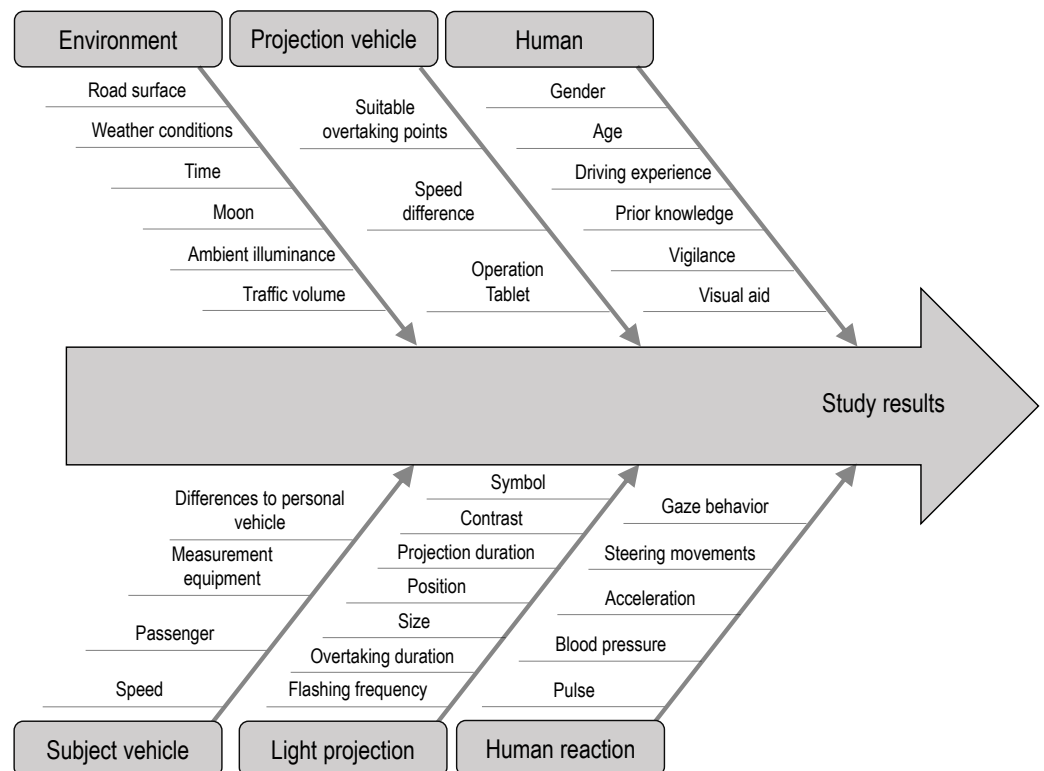 Environment
Projection vehicle
Human
Road surface
Weather conditions
Time
Moon
Ambient illuminance
Traffic volume
Suitable
overtaking points
Speed
difference
Operation
Tablet
Gender
Age
Driving experience
Prior knowledge
Vigilance
Visual aid
Study results
Differences to personal
vehicle
Measurement
equipment
Passenger
Speed
Symbol
Contrast
Projection duration
Position
Size
Overtaking duration
Flashing frequency
Gaze behavior
Steering movements
Acceleration
Blood pressure
Pulse
Subject vehicle
Light projection
Human reaction